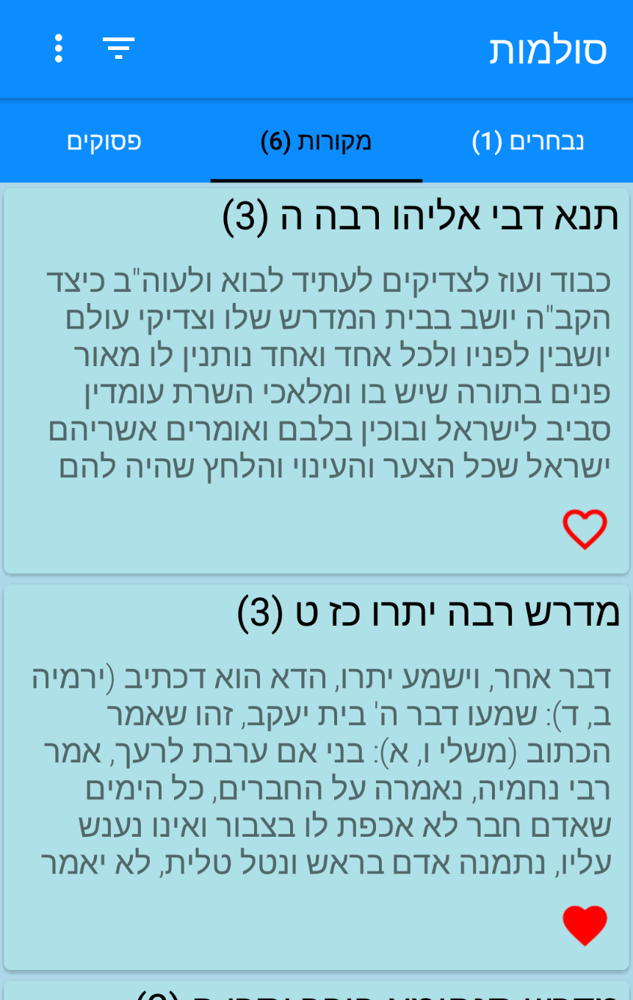 סולמות
נבחרים (1)
מקורות (6)
פסוקים
תנא דבי אליהו רבה ה (3)
כבוד ועוז לצדיקים לעתיד לבוא ולעוה"ב כיצד
הקב"ה יושב בבית המדרש שלו וצדיקי עולם
יושבין לפניו ולכל אחד ואחד נותנין לו מאור
פנים בתורה שיש בו ומלאכי השרת עומדין
סביב לישראל ובוכין בלבם ואומרים אשריהם
ישראל שכל הצער והעינוי והלחץ שהיה להם
מדרש רבה יתרו כז ט (3)
דבר אחר, וישמע יתרו, הדא הוא דכתיב (ירמיה
ב, ד): שמעו דבר ה' בית יעקב, זהו שאמר
הכתוב (משלי ו, א): בני אם ערבת לרעך, אמר
רבי נחמיה, נאמרה על החברים, כל הימים
שאדם חבר לא אכפת לו בצבור ואינו נענש
עליו, נתמנה אדם בראש ונטל טלית, לא יאמר